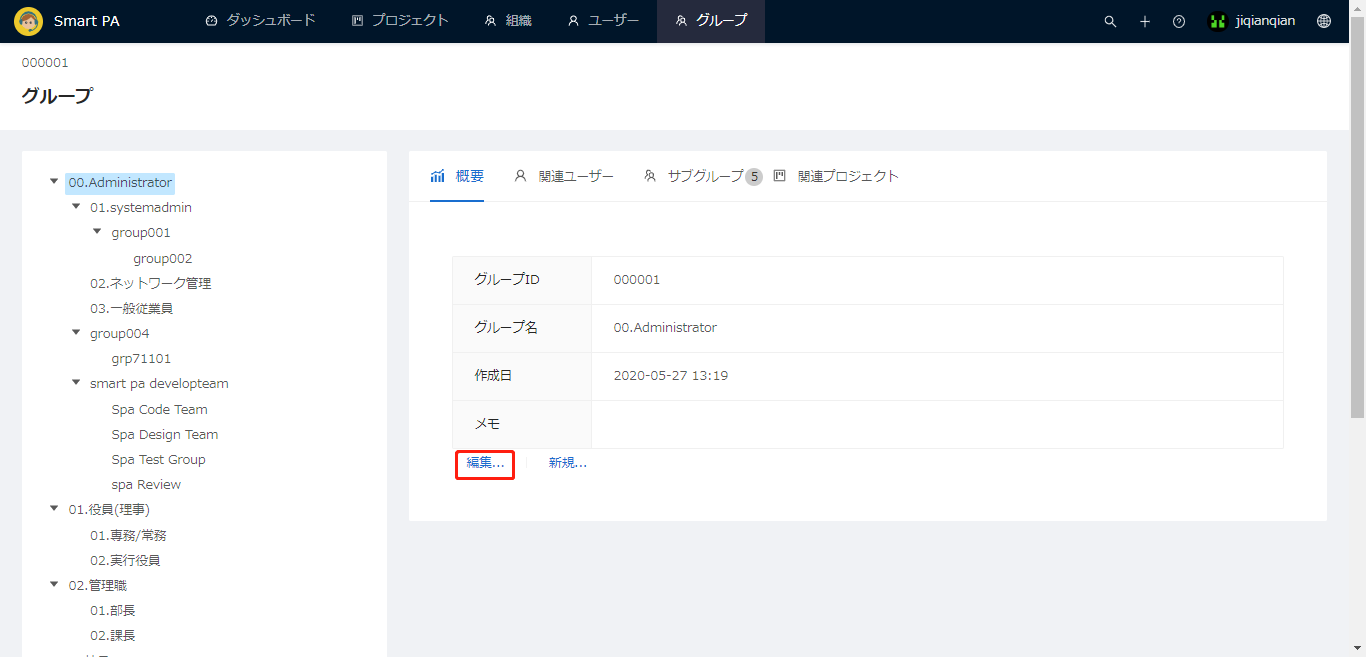 Smart PA ダッシュボード プロジェクト 組織 ユーザー グループ jiqianqian
000001
グループ
00.Administrator
01.systemadmin
group001
group002
02.ネットワーク管理
03.一般従業員
group004
grp71101
smart pa developteam
Spa Code Team
Spa Design Team
Spa Test Group
spa Review
01.役員(理事)
01.専務/常務
02.実行役員
02.管理職
01.部長
02.課長
概要 関連ユーザー サブグループ 5 関連プロジェクト
グループID 000001
グループ名 00.Administrator
作成日 2020-05-27 13:19
メモ
編集... 新規...